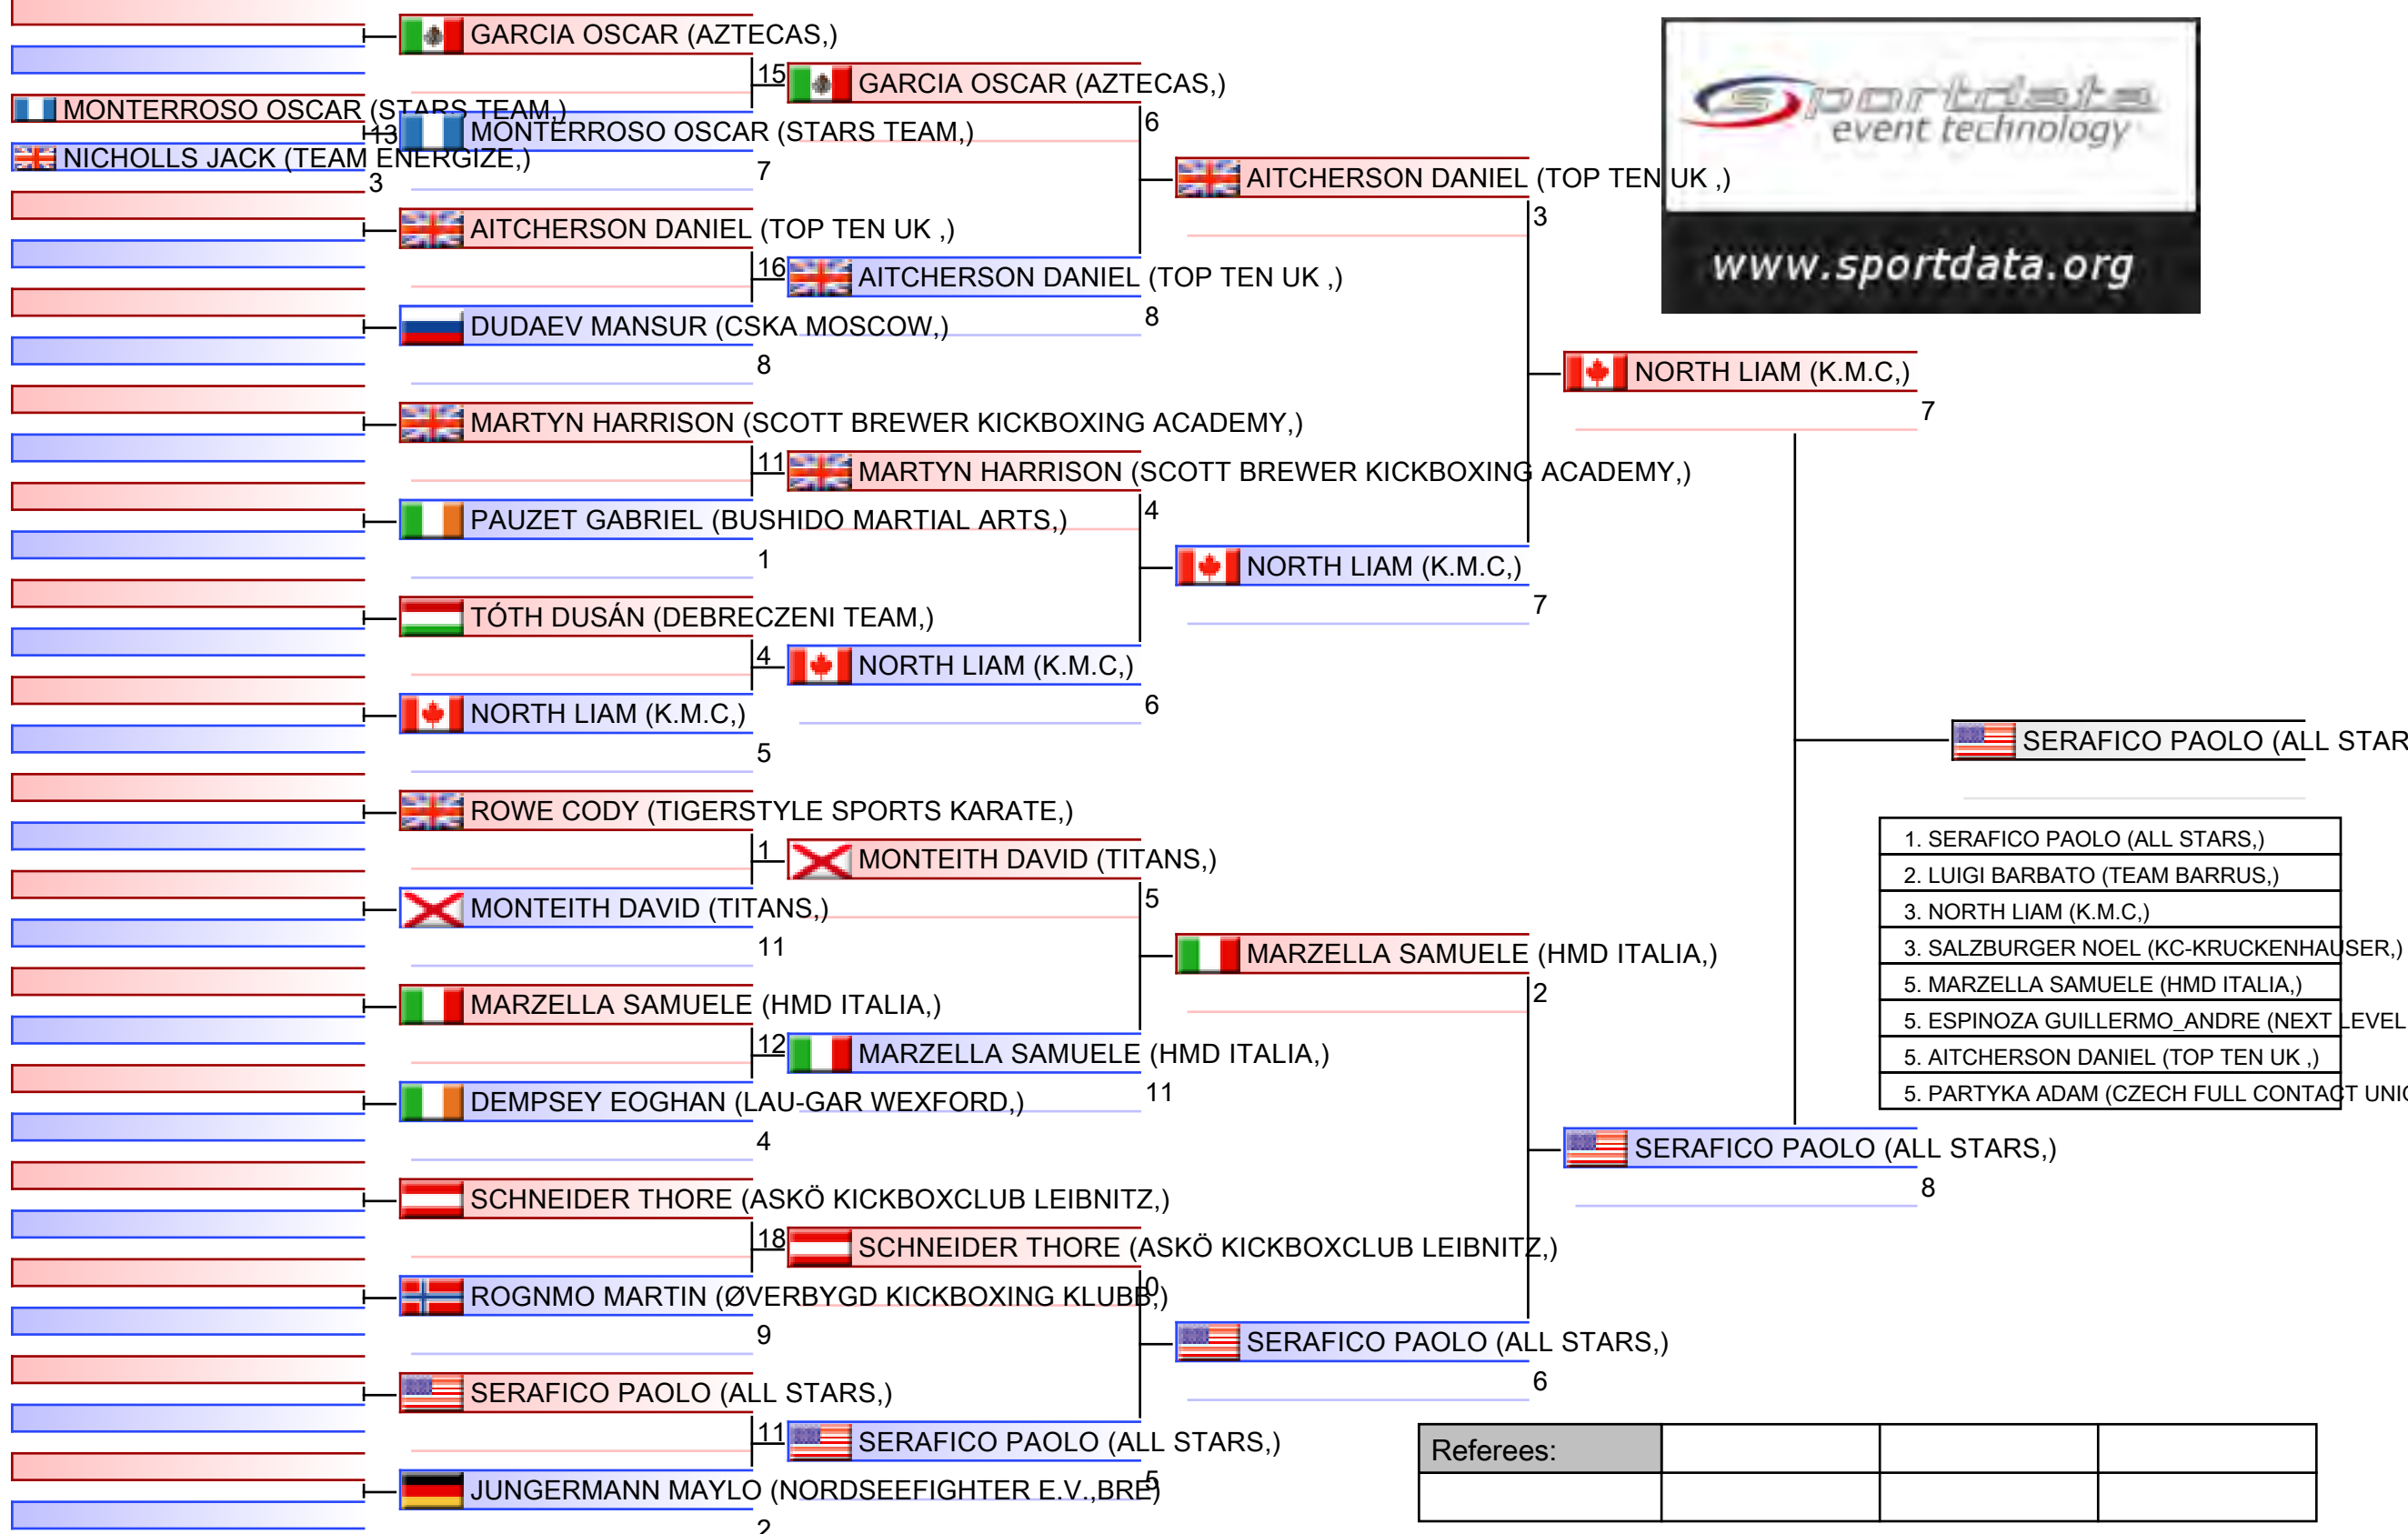 GARCIA OSCAR (AZTECAS,)
15
GARCIA OSCAR (AZTECAS,)
6
MONTERROSO OSCAR (STARS TEAM,)
13
NICHOLLS JACK (TEAM ENERGIZE,)
3
MONTERROSO OSCAR (STARS TEAM,)
7
AITCHERSON DANIEL (TOP TEN UK ,)
3
AITCHERSON DANIEL (TOP TEN UK ,)
16
AITCHERSON DANIEL (TOP TEN UK ,)
8
DUDAEV MANSUR (CSKA MOSCOW,)
8
NORTH LIAM (K.M.C,)
7
MARTYN HARRISON (SCOTT BREWER KICKBOXING ACADEMY,)
11
MARTYN HARRISON (SCOTT BREWER KICKBOXING ACADEMY,)
4
PAUZET GABRIEL (BUSHIDO MARTIAL ARTS,)
1
NORTH LIAM (K.M.C,)
7
TÓTH DUSÁN (DEBRECZENI TEAM,)
4
NORTH LIAM (K.M.C,)
6
NORTH LIAM (K.M.C,)
5
SERAFICO PAOLO (ALL STAR
ROWE CODY (TIGERSTYLE SPORTS KARATE,)
1
MONTEITH DAVID (TITANS,)
5
MONTEITH DAVID (TITANS,)
11
MARZELLA SAMUELE (HMD ITALIA,)
2
MARZELLA SAMUELE (HMD ITALIA,)
12
MARZELLA SAMUELE (HMD ITALIA,)
11
DEMPSEY EOGHAN (LAU-GAR WEXFORD,)
4
SERAFICO PAOLO (ALL STARS,)
8
SCHNEIDER THORE (ASKÖ KICKBOXCLUB LEIBNITZ,)
18
SCHNEIDER THORE (ASKÖ KICKBOXCLUB LEIBNITZ,)
0
ROGNMO MARTIN (ØVERBYGD KICKBOXING KLUBB,)
9
SERAFICO PAOLO (ALL STARS,)
6
SERAFICO PAOLO (ALL STARS,)
11
SERAFICO PAOLO (ALL STARS,)
5
JUNGERMANN MAYLO (NORDSEEFIGHTER E.V.,BRE)
2
sportdata
event technology
www.sportdata.org
1. SERAFICO PAOLO (ALL STARS,)
2. LUIGI BARBATO (TEAM BARRUS,)
3. NORTH LIAM (K.M.C,)
3. SALZBURGER NOEL (KC-KRUCKENHAUSER,)
5. MARZELLA SAMUELE (HMD ITALIA,)
5. ESPINOZA GUILLERMO_ANDRE (NEXT LEVEL
5. AITCHERSON DANIEL (TOP TEN UK ,)
5. PARTYKA ADAM (CZECH FULL CONTACT UNIO
Referees: